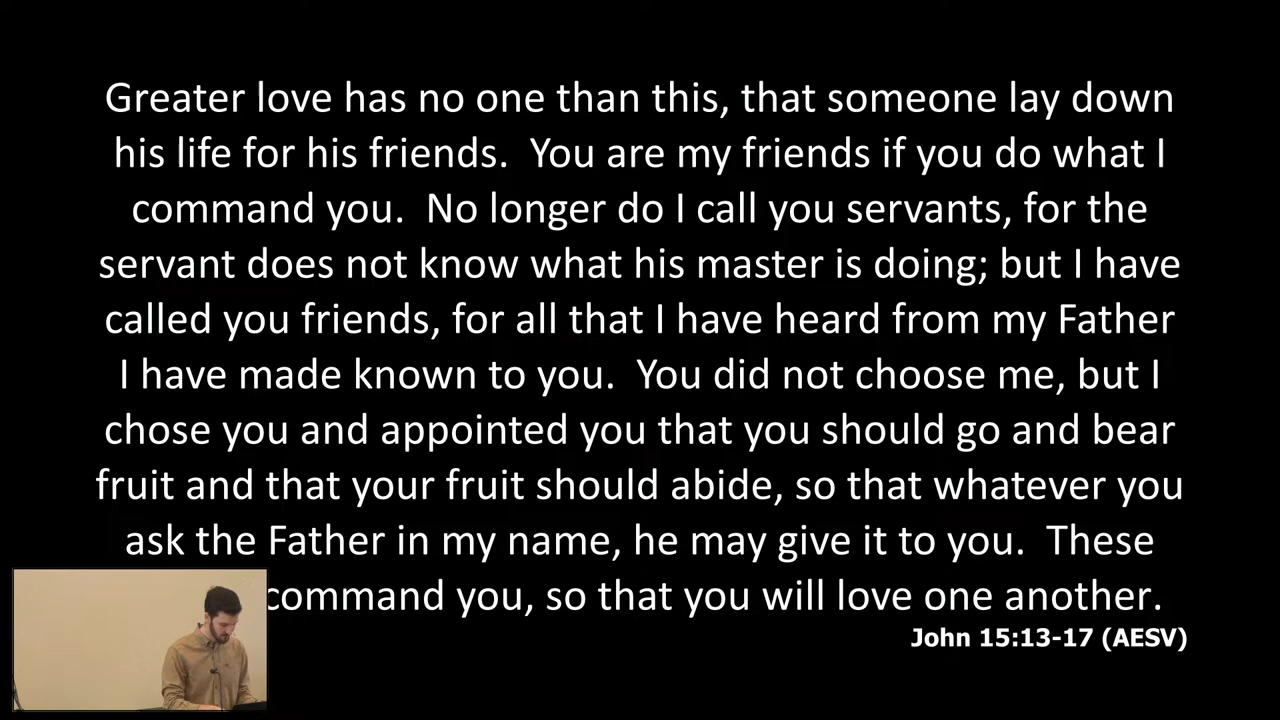 Greater love has no one than this, that someone lay down
his life for his friends.  You are my friends if you do what I
command you.  No longer do I call you servants, for the
servant does not know what his master is doing; but I have
called you friends, for all that I have heard from my Father
I have made known to you.  You did not choose me, but I
chose you and appointed you that you should go and bear
fruit and that your fruit should abide, so that whatever you
ask the Father in my name, he may give it to you.  These
command you, so that you will love one another.
John 15:13-17 (AESV)